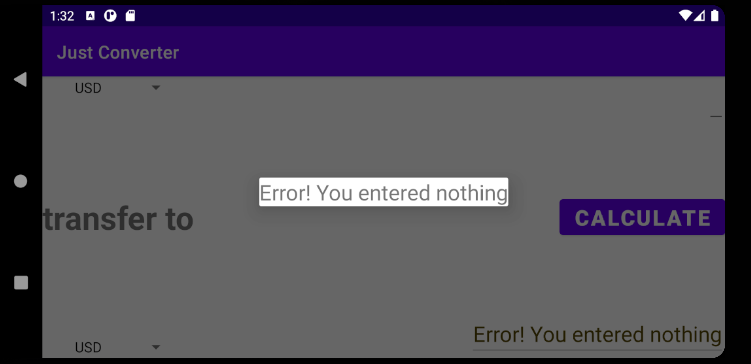 1:32
Just Converter
USD
Error! You entered nothing
transfer to
CALCULATE
Error! You entered nothing
USD